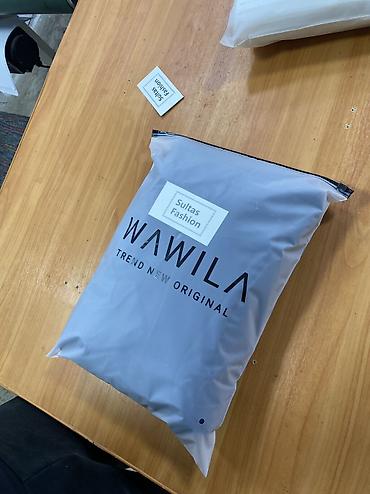 Sultas
Fashion
Sultas
Fashion
WAWILA
TREND NEW ORIGINAL